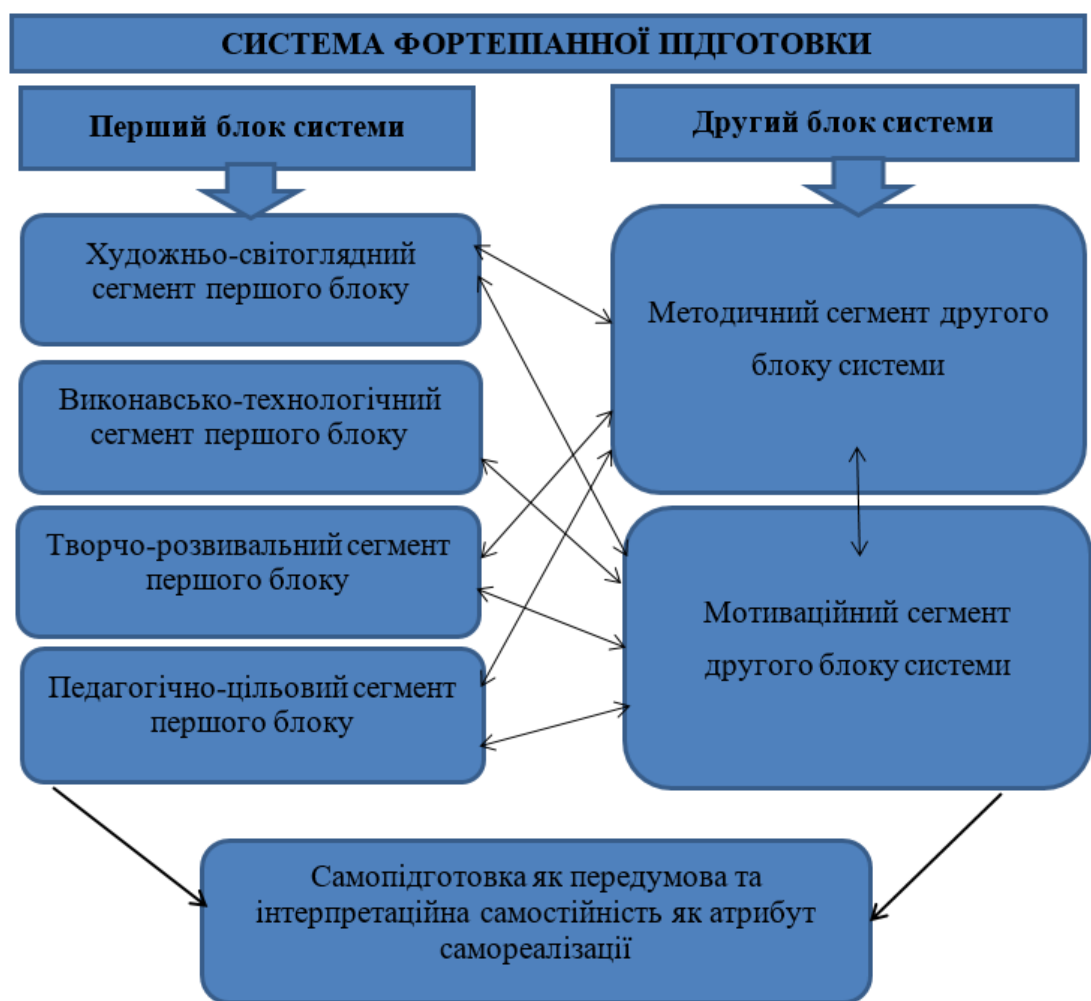 СИСТЕМА ФОРТЕПІАННОЇ ПІДГОТОВКИ
Перший блок системи
Другий блок системи
Художньо-світоглядний
сегмент першого блоку
Виконавсько-технологічний
сегмент першого блоку
Творчо-розвивальний сегмент
першого блоку
Педагогічно-цільовий сегмент
першого блоку
Методичний сегмент другого
блоку системи
Мотиваційний сегмент
другого блоку системи
Самопідготовка як передумова та
інтерпретаційна самостійність як атрибут
самореалізації